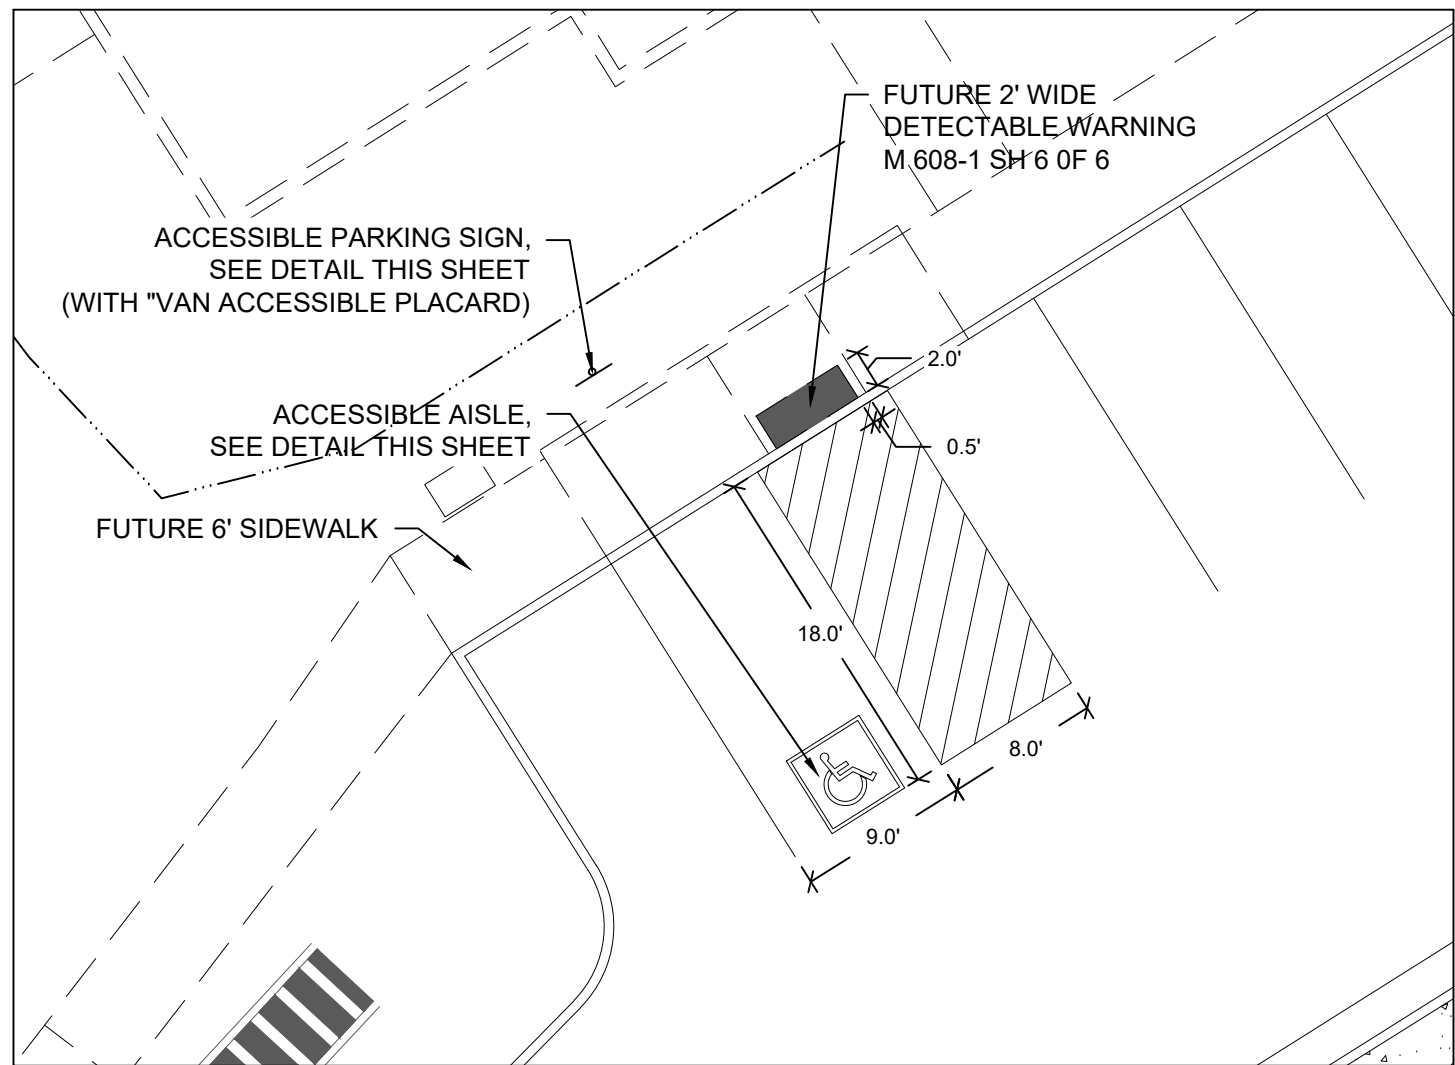 FUTURE 2' WIDE
DETECTABLE WARNING
M 608-1 SH 6 0F 6
ACCESSIBLE PARKING SIGN,
SEE DETAIL THIS SHEET
(WITH "VAN ACCESSIBLE PLACARD)
2.0'
ACCESSIBLE AISLE,
SEE DETAIL THIS SHEET
0.5'
FUTURE 6' SIDEWALK
18.0'
8.0'
9.0'